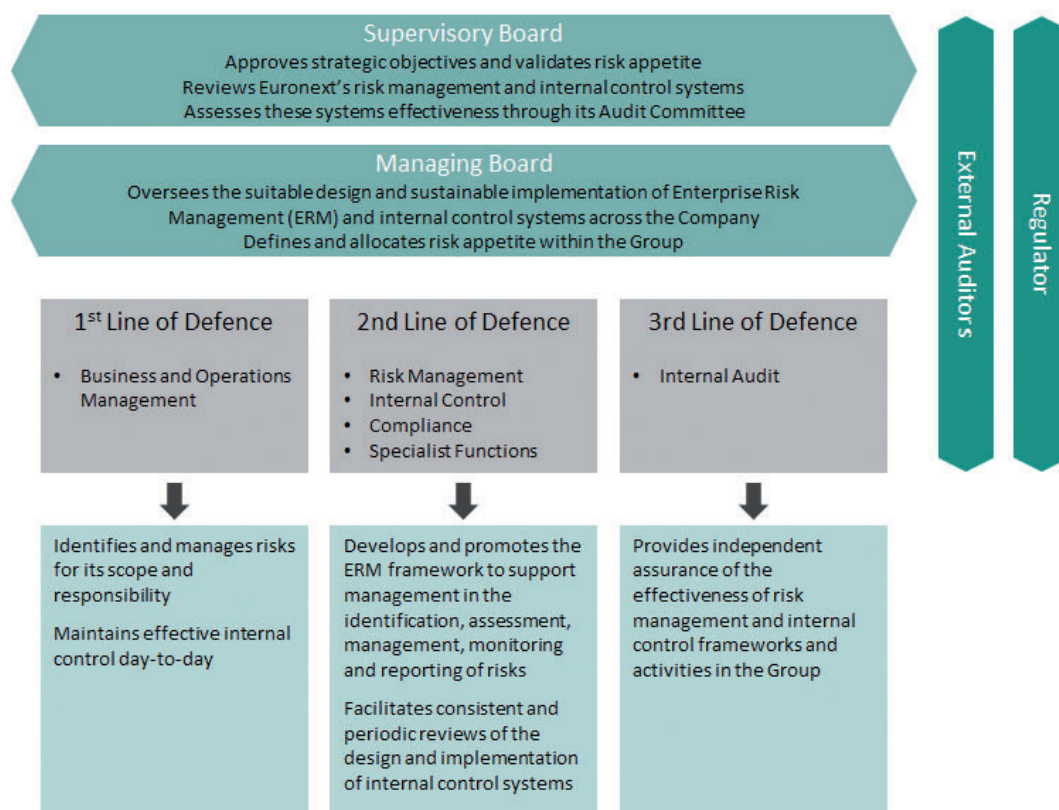 Supervisory Board
Approves strategic objectives and validates risk appetite
Reviews Euronext's risk management and internal control systems
Assesses these systems effectiveness through its Audit Committee
Managing Board
Oversees the suitable design and sustainable implementation of Enterprise Risk
Management (ERM) and internal control systems across the Company
Defines and allocates risk appetite within the Group
External Auditors
Regulator
1st Line of Defence
• Business and Operations
Management
2nd Line of Defence
• Risk Management
• Internal Control
• Compliance
• Specialist Functions
3rd Line of Defence
• Internal Audit
Identifies and manages risks
for its scope and
responsibility
Maintains effective internal
control day-to-day
Develops and promotes the
ERM framework to support
management in the
identification, assessment,
management, monitoring
and reporting of risks
Facilitates consistent and
periodic reviews of the
design and implementation
of internal control systems
Provides independent
assurance of the
effectiveness of risk
management and internal
control frameworks and
activities in the Group